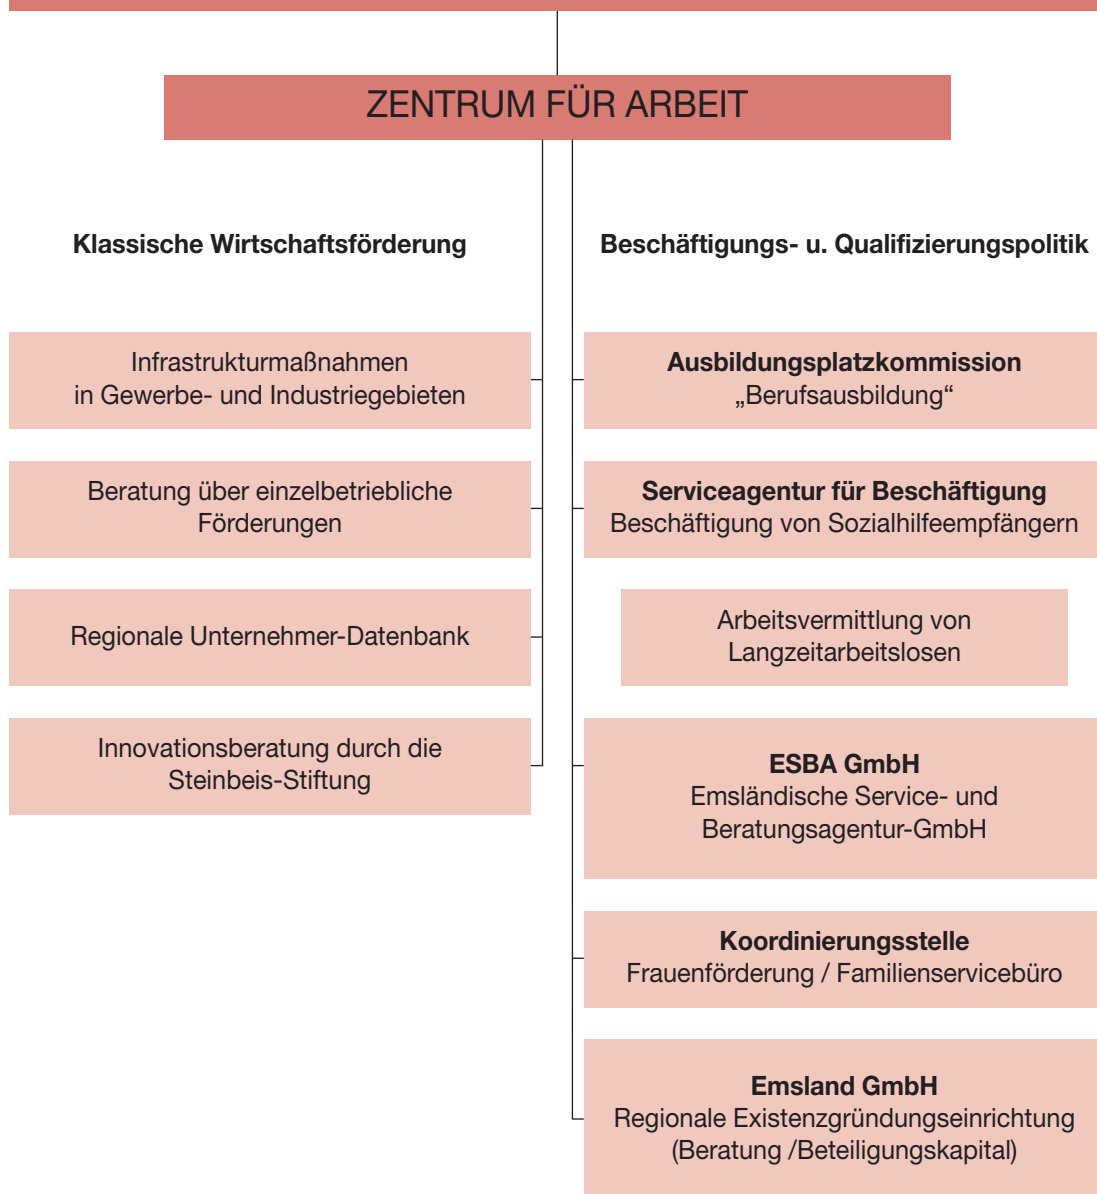 ZENTRUM FÜR ARBEIT
Klassische Wirtschaftsförderung
Infrastrukturmaßnahmen
in Gewerbe- und Industriegebieten
Beratung über einzelbetriebliche
Förderungen
Regionale Unternehmer-Datenbank
Innovationsberatung durch die
Steinbeis-Stiftung
Beschäftigungs- u. Qualifizierungspolitik
Ausbildungsplatzkommission
„Berufsausbildung“
Serviceagentur für Beschäftigung
Beschäftigung von Sozialhilfeempfängern
Arbeitsvermittlung von
Langzeitarbeitslosen
ESBA GmbH
Emsländische Service- und
Beratungsagentur-GmbH
Koordinierungsstelle
Frauenförderung / Familienservicebüro
Emsland GmbH
Regionale Existenzgründungseinrichtung
(Beratung /Beteiligungskapital)